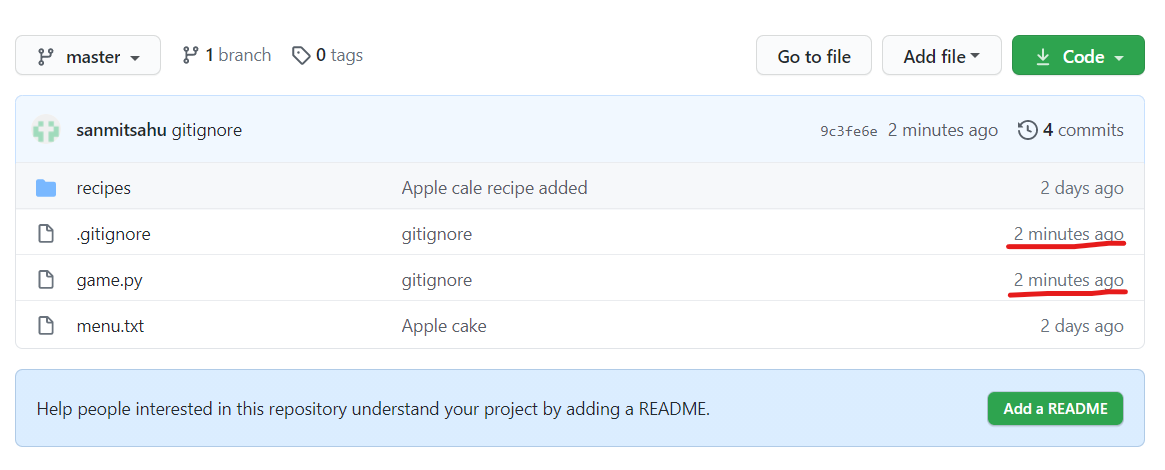 master 1 branch 0 tags Go to file Add file Code
sanmitsahu gitignore 9c3fe6e 2 minutes ago 4 commits
recipes Apple cale recipe added 2 days ago
.gitignore gitignore 2 minutes ago
game.py gitignore 2 minutes ago
menu.txt Apple cake 2 days ago
Help people interested in this repository understand your project by adding a README. Add a README